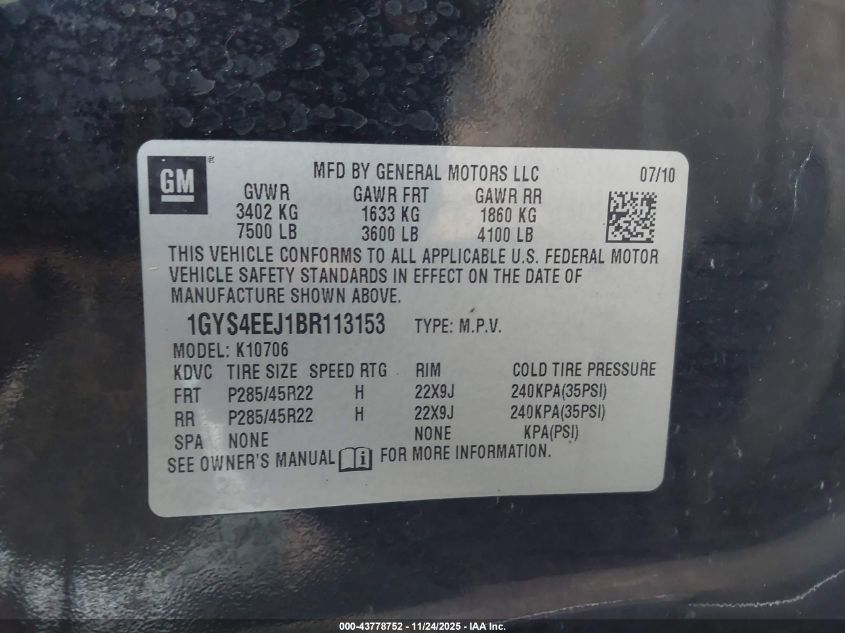 GM ®
MFD BY GENERAL MOTORS LLC 07/10
GVWR GAWR FRT GAWR RR
3402 KG 1633 KG 1860 KG
7500 LB 3600 LB 4100 LB
THIS VEHICLE CONFORMS TO ALL APPLICABLE U.S. FEDERAL MOTOR
VEHICLE SAFETY STANDARDS IN EFFECT ON THE DATE OF
MANUFACTURE SHOWN ABOVE.
1GYS4EEJ1BR113153 TYPE: M.P.V.
MODEL: K10706
KDVC TIRE SIZE SPEED RTG RIM COLD TIRE PRESSURE
FRT P285/45R22 H 22X9J 240KPA(35PSI)
RR P285/45R22 H 22X9J 240KPA(35PSI)
SPA NONE NONE KPA(PSI)
SEE OWNER'S MANUAL i FOR MORE INFORMATION.
000-43778752 - 11/24/2025 - IAA Inc.